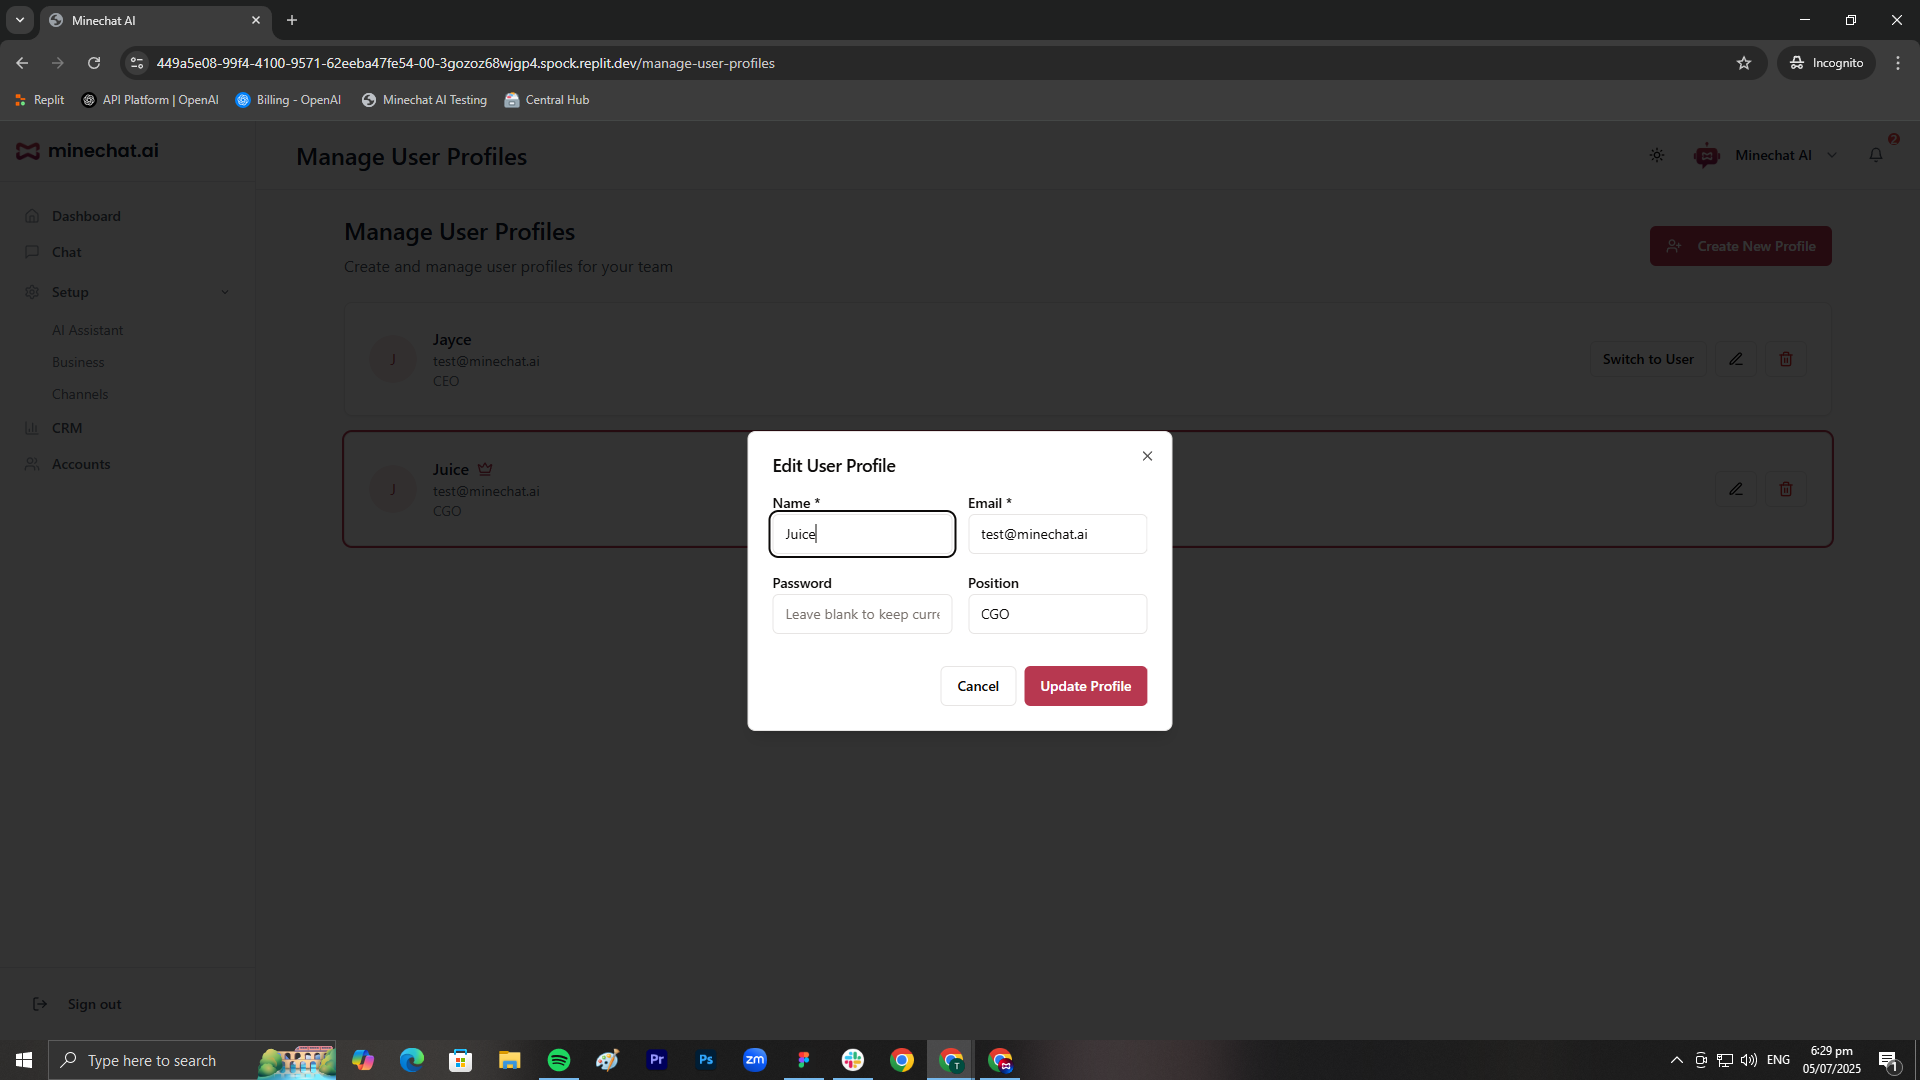 Minechat AI
449a5e08-99f4-4100-9571-62eeba47fe54-00-3gozoz68wjgp4.spock.replit.dev/manage-user-profiles
Incognito
Replit
API Platform | OpenAI
Billing - OpenAI
Minechat AI Testing
Central Hub
minechat.ai
Manage User Profiles
Minechat AI
2
Dashboard
Chat
Setup
AI Assistant
Business
Channels
CRM
Accounts
Sign out
Manage User Profiles
Create and manage user profiles for your team
Create New Profile
J
Jayce
test@minechat.ai
CEO
Switch to User
J
Juice
test@minechat.ai
CGO
Edit User Profile
Name *
Email *
Juice
test@minechat.ai
Password
Position
Leave blank to keep curre
CGO
Cancel
Update Profile
Type here to search
Pr
Ps
zm
T
ENG
6:29 pm
05/07/2025
1